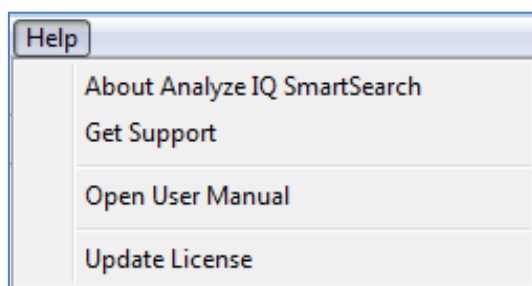 Help
About Analyze IQ SmartSearch
Get Support
Open User Manual
Update License